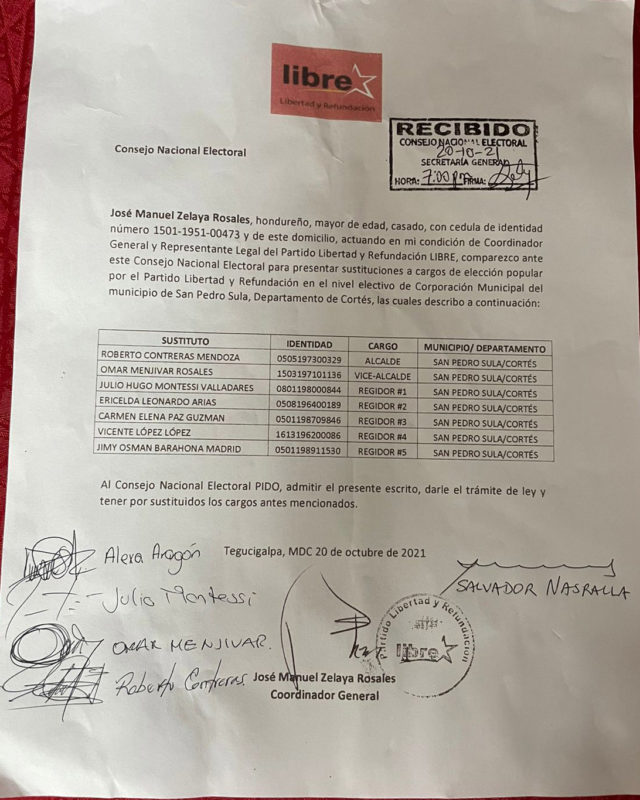 libre
Libertad y Refundación
RECIBIDO
CONSEJO NACIONAL ELECTORAL
20-10-21
SECRETARÍA GENERAL
HORA: 7:00 pm FIRMA:
Consejo Nacional Electoral
José Manuel Zelaya Rosales, hondureño, mayor de edad, casado, con cedula de identidad
número 1501-1951-00473 y de este domicilio, actuando en mi condición de Coordinador
General y Representante Legal del Partido Libertad y Refundación LIBRE, comparezco ante
este Consejo Nacional Electoral para presentar sustituciones a cargos de elección popular
por el Partido Libertad y Refundación en el nivel electivo de Corporación Municipal del
municipio de San Pedro Sula, Departamento de Cortés, las cuales describo a continuación:
SUSTITUTO IDENTIDAD CARGO MUNICIPIO/ DEPARTAMENTO
ROBERTO CONTRERAS MENDOZA 0505197300329 ALCALDE SAN PEDRO SULA/CORTÉS
OMAR MENJIVAR ROSALES 1503197101136 VICE-ALCALDE SAN PEDRO SULA/CORTÉS
JULIO HUGO MONTESSI VALLADARES 0801198000844 REGIDOR #1 SAN PEDRO SULA/CORTÉS
ERICELDA LEONARDO ARIAS 0508196400189 REGIDOR #2 SAN PEDRO SULA/CORTÉS
CARMEN ELENA PAZ GUZMAN 0501198709846 REGIDOR #3 SAN PEDRO SULA/CORTÉS
VICENTE LÓPEZ LÓPEZ 1613196200086 REGIDOR #4 SAN PEDRO SULA/CORTÉS
JIMY OSMAN BARAHONA MADRID 0501198911530 REGIDOR #5 SAN PEDRO SULA/CORTÉS
Al Consejo Nacional Electoral PIDO, admitir el presente escrito, darle el trámite de ley y
tener por sustituidos los cargos antes mencionados.
Tegucigalpa, MDC 20 de octubre de 2021
Alexa Aragón
Julio Montessi
OMAR MENJIVAR.
Roberto Contreras
SALVADOR NASRALLA
Partido Libertad y Refundación
libre
José Manuel Zelaya Rosales
Coordinador General